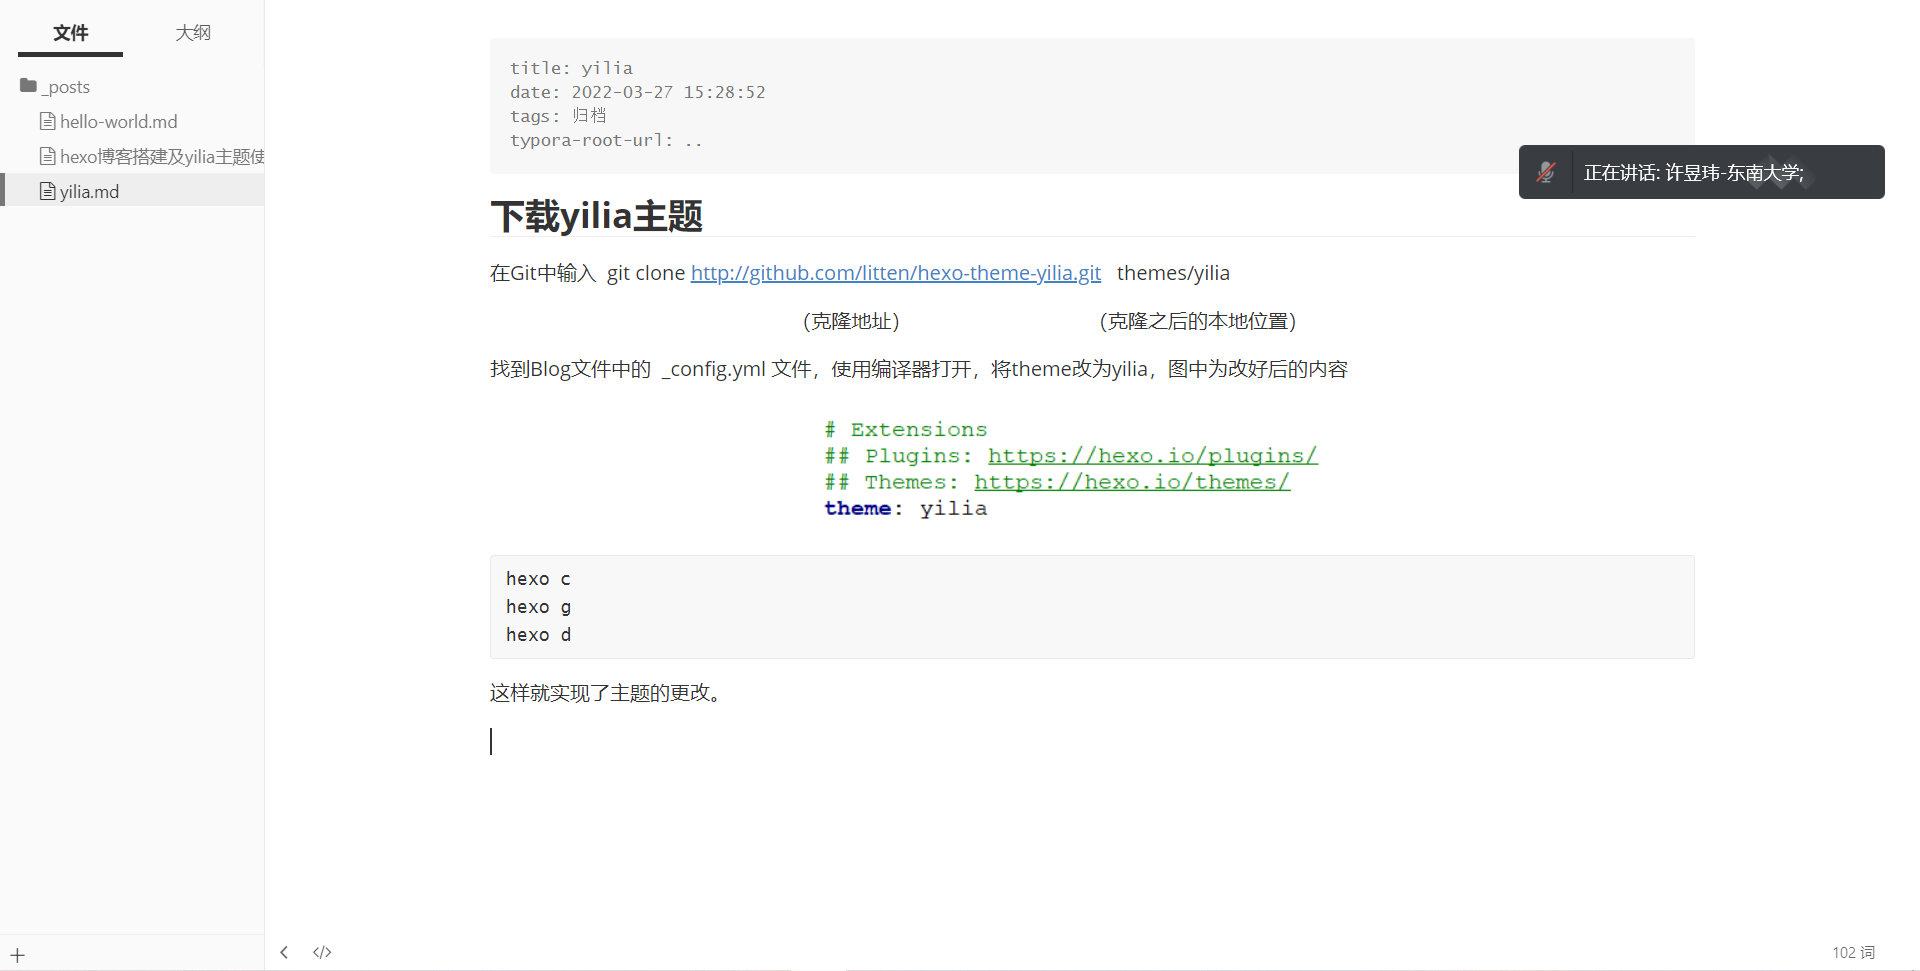 文件 大纲
_posts
hello-world.md
hexo博客搭建及yilia主题使
yilia.md
title: yilia
date: 2022-03-27 15:28:52
tags: 归档
typora-root-url: ..
正在讲话: 许昱玮-东南大学;
下载yilia主题
在Git中输入 git clone http://github.com/litten/hexo-theme-yilia.git themes/yilia
（克隆地址） （克隆之后的本地位置）
找到Blog文件中的 _config.yml 文件，使用编译器打开，将theme改为yilia，图中为改好后的内容
# Extensions
## Plugins: https://hexo.io/plugins/
## Themes: https://hexo.io/themes/
theme: yilia
hexo c
hexo g
hexo d
这样就实现了主题的更改。
102 词